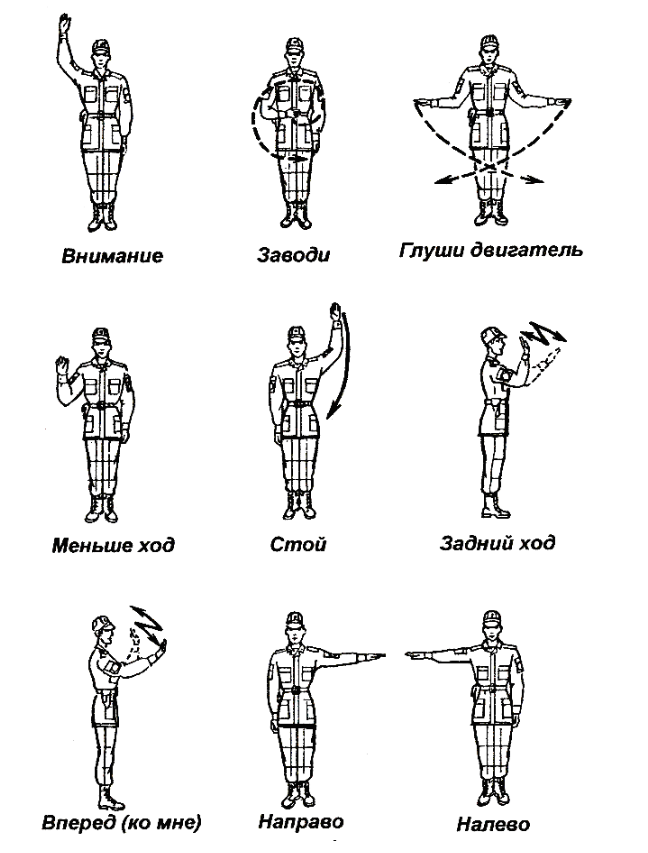 Внимание
Заводи
Глуши двигатель
Меньше ход
Стой
Задний ход
Вперед (ко мне)
Направо
Налево